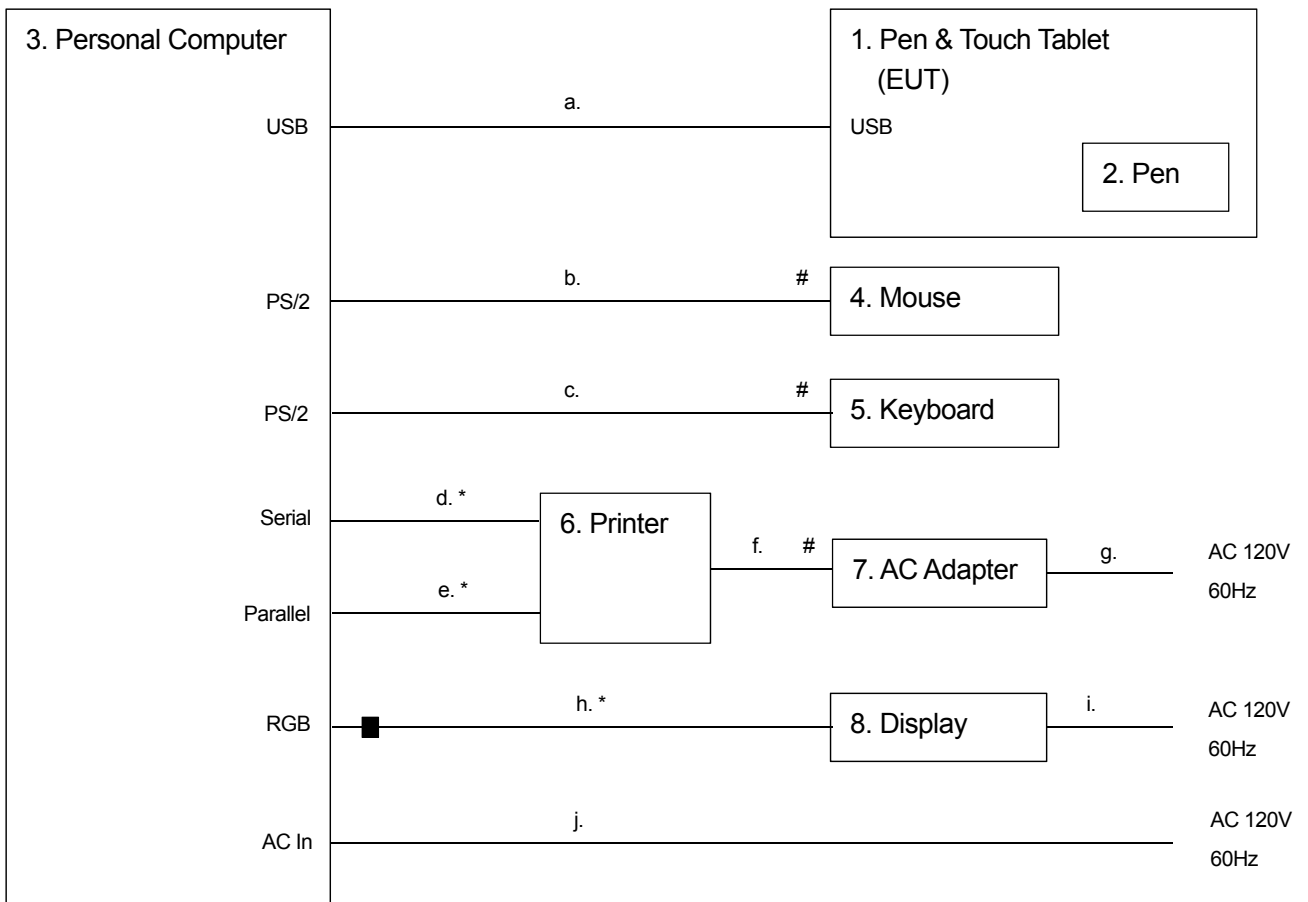 3. Personal Computer
1. Pen & Touch Tablet
(EUT)
a.
USB
USB
2. Pen
b.
#
PS/2
4. Mouse
c.
#
PS/2
5. Keyboard
d. *
Serial
6. Printer
f.
#
7. AC Adapter
g.
AC 120V
60Hz
e. *
Parallel
h. *
RGB
8. Display
i.
AC 120V
60Hz
j.
AC In
AC 120V
60Hz